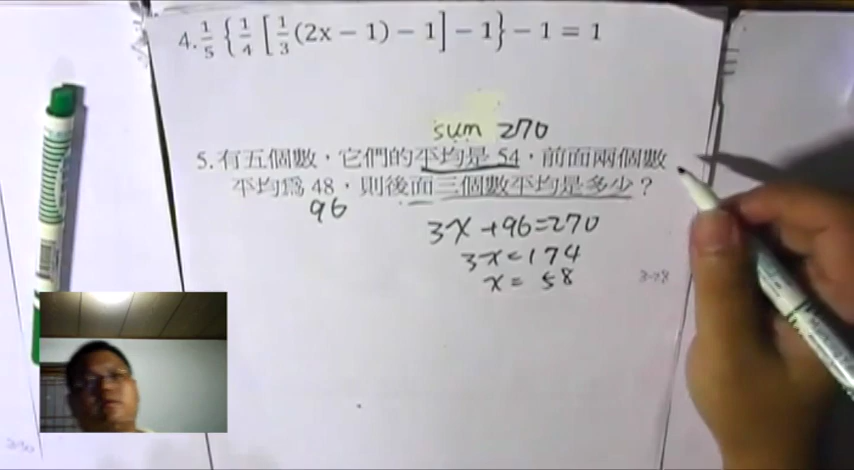 4. 1/5 { 1/4 [ 1/3 (2x − 1) − 1 ] − 1 } − 1 = 1
sum 270
5. 有五個數，它們的平均是 54，前面兩個數
平均爲 48，則後面三個數平均是多少？
96
3x + 96 = 270
3x = 174
x = 58